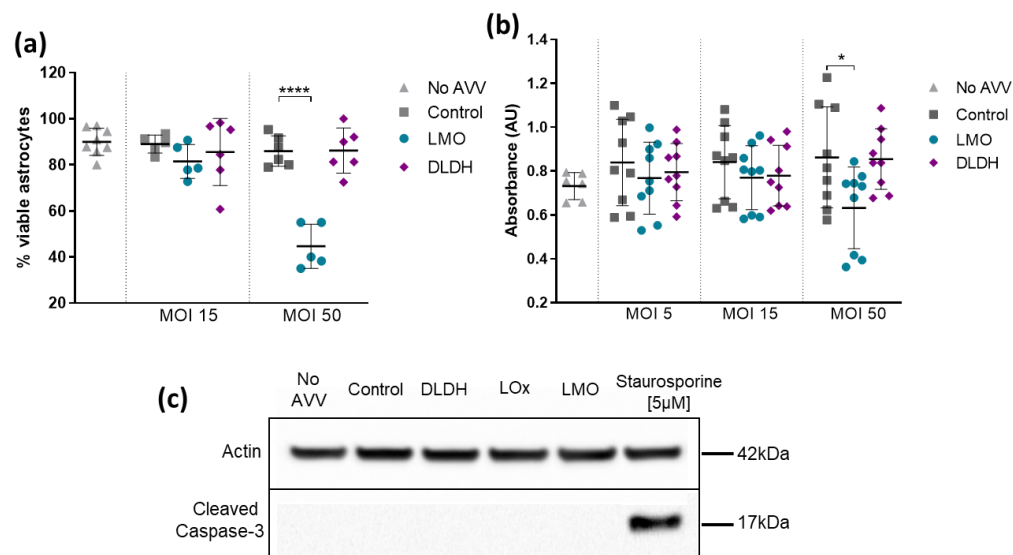 (a)
120
100
80
60
40
20
% viable astrocytes
****
MOI 15
MOI 50
No AVV
Control
LMO
DLDH
(b)
1.4
1.2
1.0
0.8
0.6
0.4
0.2
Absorbance (AU)
*
MOI 5
MOI 15
MOI 50
No AVV
Control
LMO
DLDH
(c)
No
AVV
Control
DLDH
LOx
LMO
Staurosporine
[5µM]
Actin
42kDa
Cleaved
Caspase-3
17kDa